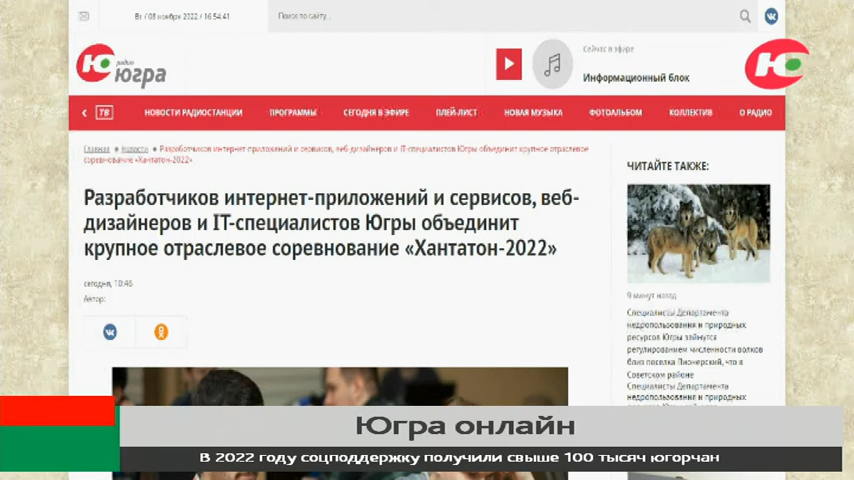 Вт / 08 ноября 2022 / 16:54:41
Поиск по сайту...
радио
югра
Сейчас в эфире
Информационный блок
Ю
ТВ
НОВОСТИ РАДИОСТАНЦИИ
ПРОГРАММЫ
СЕГОДНЯ В ЭФИРЕ
ПЛЕЙ-ЛИСТ
НОВАЯ МУЗЫКА
ФОТОАЛЬБОМ
КОЛЛЕКТИВ
О РАДИО
Главная Новости Разработчиков интернет-приложений и сервисов, веб-дизайнеров и IT-специалистов Югры объединит крупное отраслевое
соревнование «Хантатон-2022»
Разработчиков интернет-приложений и сервисов, веб-
дизайнеров и IT-специалистов Югры объединит
крупное отраслевое соревнование «Хантатон-2022»
сегодня, 10:46
Автор:
ЧИТАЙТЕ ТАКЖЕ:
9 минут назад
Специалисты Департамента
недропользования и природных
ресурсов Югры займутся
регулированием численности волков
близ поселка Пионерский, что в
Советском районе
Специалисты Департамента
недропользования и природных
Югра онлайн
В 2022 году соцподдержку получили свыше 100 тысяч югорчан